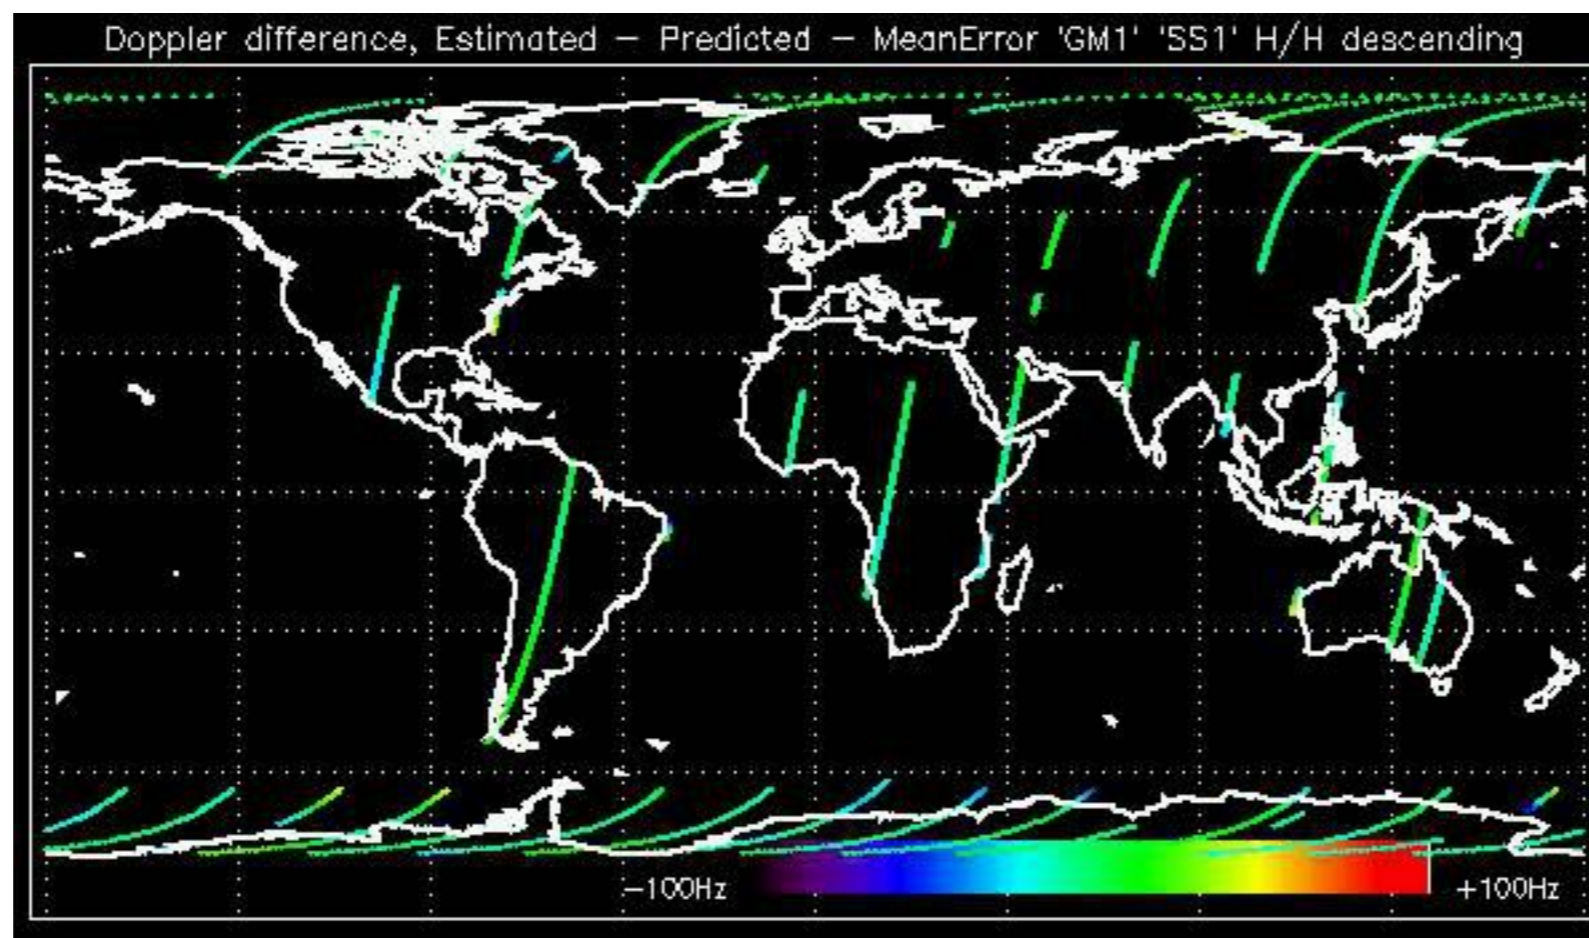 Doppler difference, Estimated — Predicted — MeanError 'GM1' 'SS1' H/H descending
—100Hz
+100Hz